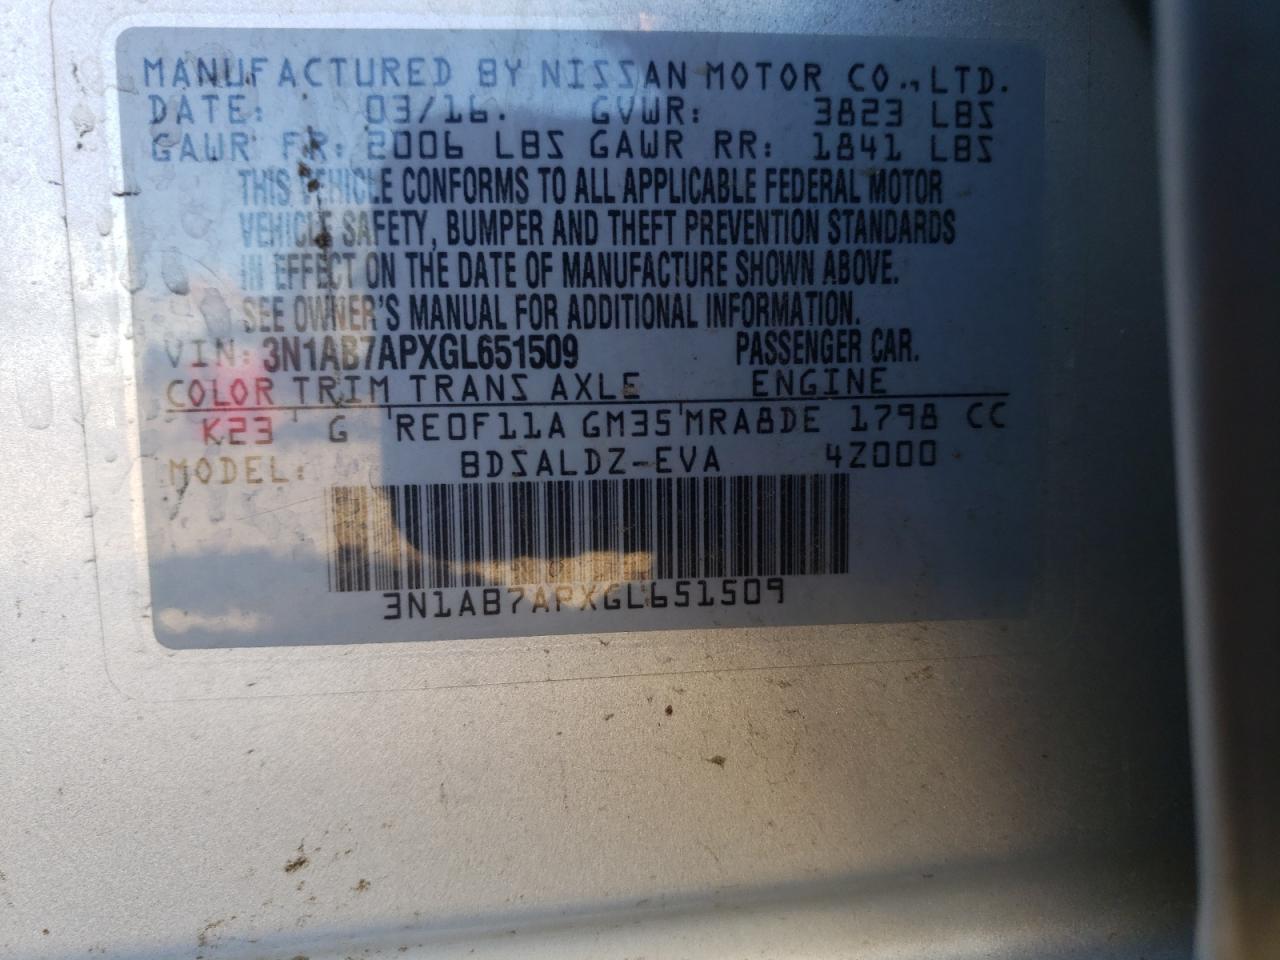 MANUFACTURED BY NISSAN MOTOR CO., LTD.
DATE: 03/16. GVWR: 3823 LBS
GAWR FR: 2006 LBS GAWR RR: 1841 LBS
THIS VEHICLE CONFORMS TO ALL APPLICABLE FEDERAL MOTOR
VEHICLE SAFETY, BUMPER AND THEFT PREVENTION STANDARDS
IN EFFECT ON THE DATE OF MANUFACTURE SHOWN ABOVE.
SEE OWNER'S MANUAL FOR ADDITIONAL INFORMATION.
VIN: 3N1AB7APXGL651509 PASSENGER CAR.
COLOR TRIM TRANS AXLE ENGINE
K23 G RE0F11A GM35 MRA8DE 1798 CC
MODEL: BDSALDZ-EVA 4Z000
3N1AB7APXGL651509